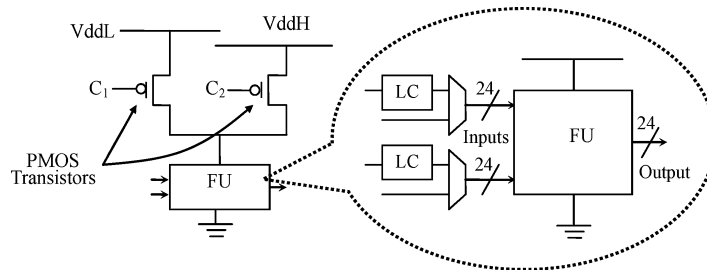 VddL
VddH
C1
C2
PMOS
Transistors
FU
LC
24
Inputs
LC
24
FU
24
Output